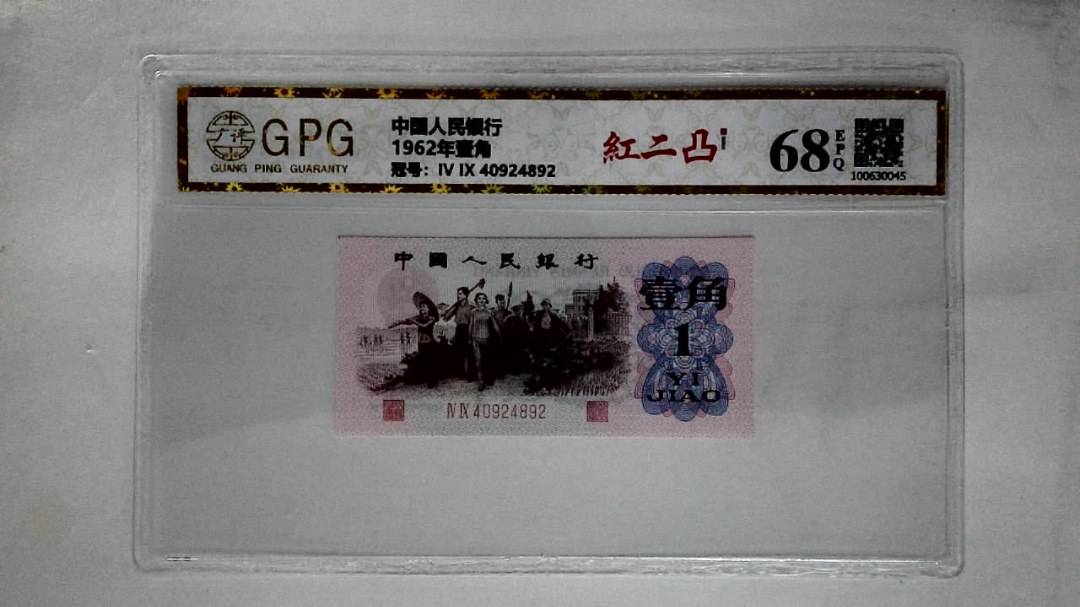 GPG
GUANG PING GUARANTY
中國人民银行
1962年壹角
冠号：IV IX 40924892
紅二凸
68
EPQ
100630045
中國人民銀行
壹角
1
YI
JIAO
IV IX 40924892